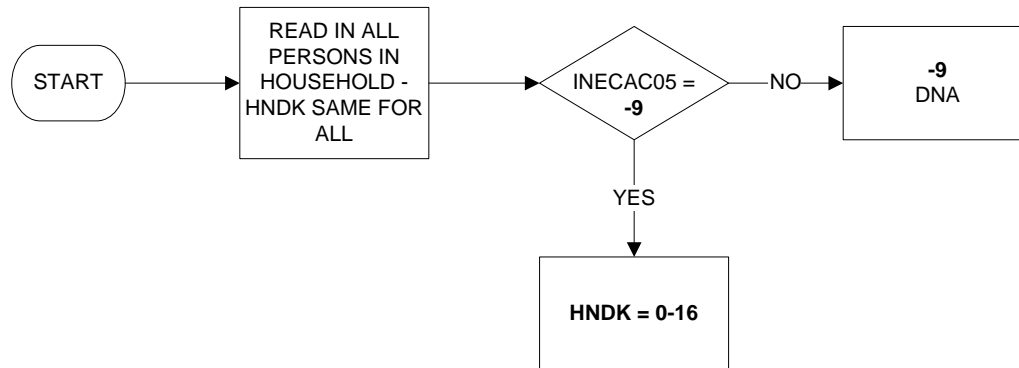 START
READ IN ALL
PERSONS IN
HOUSEHOLD -
HNDK SAME FOR
ALL
INECAC05 =
-9
NO
-9
DNA
YES
HNDK = 0-16